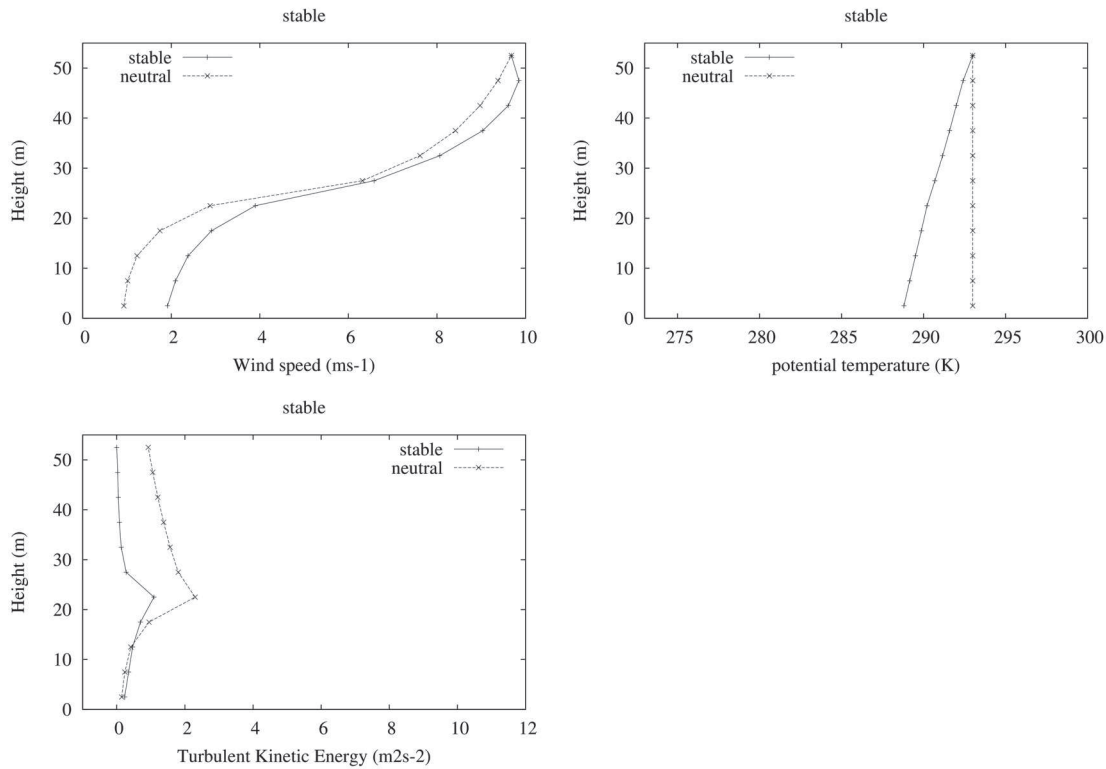 stable
stable
neutral
50
40
30
20
10
0
Height (m)
0 2 4 6 8 10
Wind speed (ms-1)
stable
stable
neutral
50
40
30
20
10
0
Height (m)
275 280 285 290 295 300
potential temperature (K)
stable
stable
neutral
50
40
30
20
10
0
Height (m)
0 2 4 6 8 10 12
Turbulent Kinetic Energy (m2s-2)